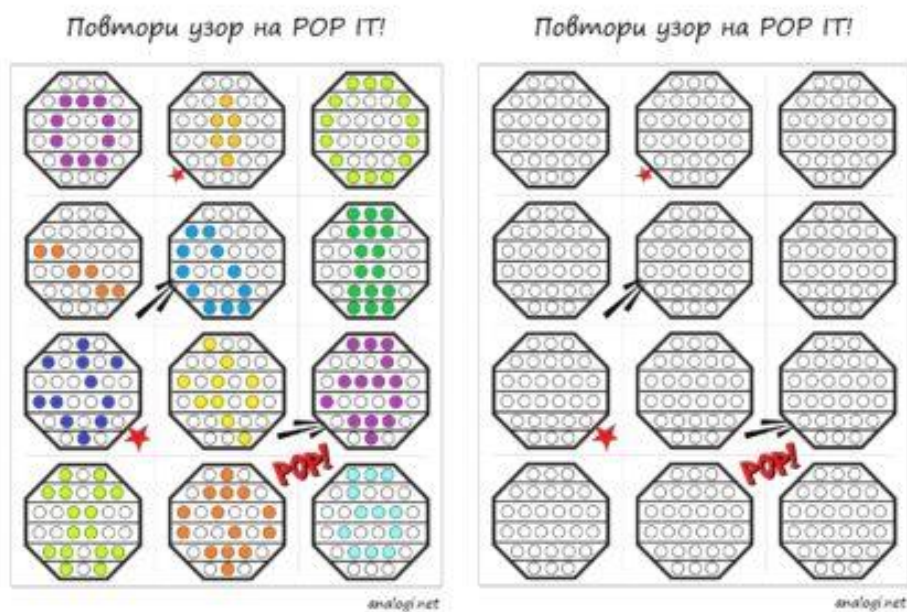 Повтори узор на POP IT!
POP!
analogi.net
Повтори узор на POP IT!
POP!
analogi.net